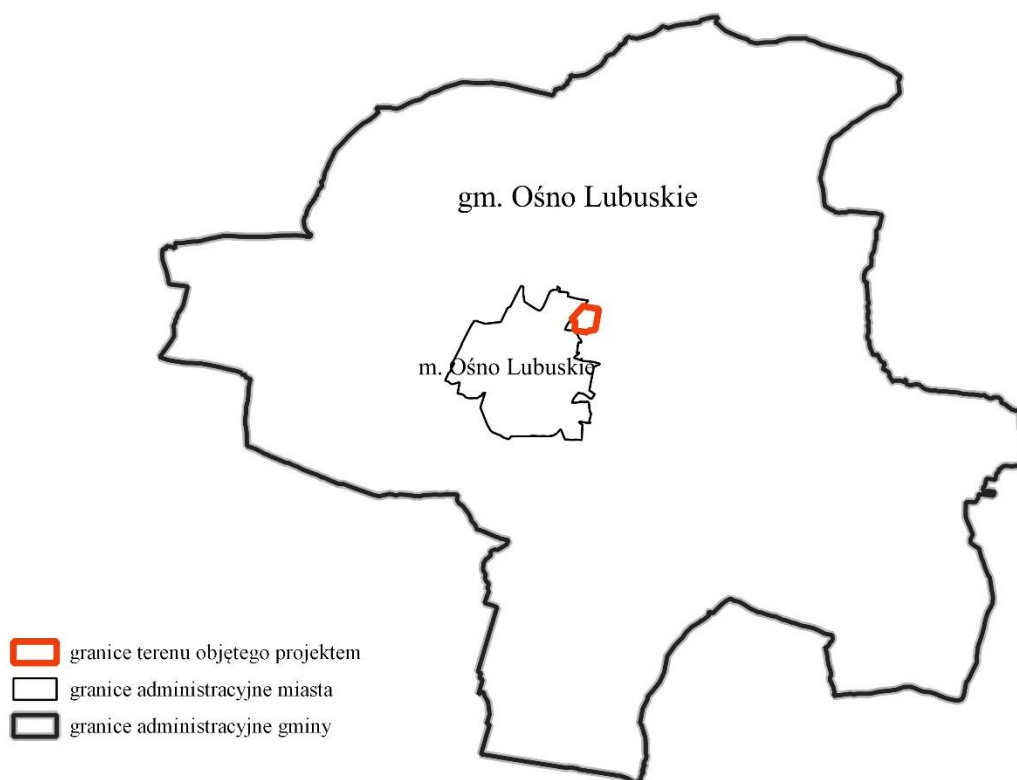 gm. Ośno Lubuskie
m. Ośno Lubuskie
granice terenu objętego projektem
granice administracyjne miasta
granice administracyjne gminy